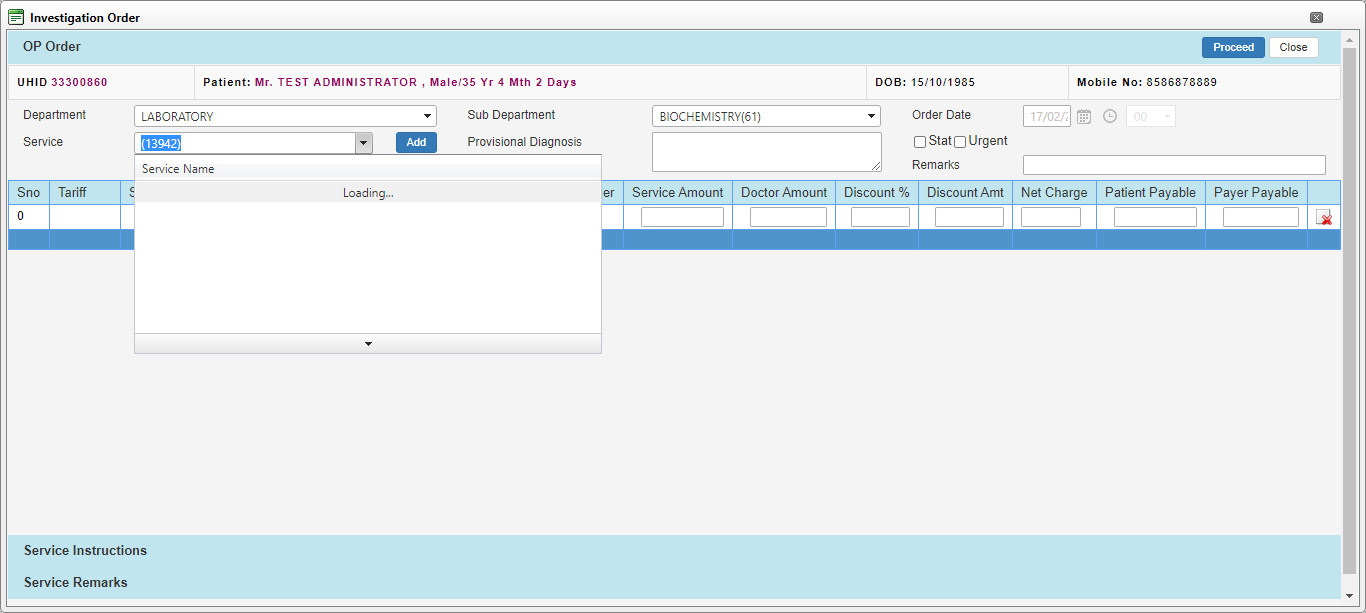 Investigation Order
OP Order
Proceed Close
UHID 33300860 Patient: Mr. TEST ADMINISTRATOR , Male/35 Yr 4 Mth 2 Days DOB: 15/10/1985 Mobile No: 8586878889
Department LABORATORY Sub Department BIOCHEMISTRY(61) Order Date 17/02/ 00
Service (13942) Add Provisional Diagnosis Stat Urgent
Remarks
Service Name
Loading...
Sno Tariff S er Service Amount Doctor Amount Discount % Discount Amt Net Charge Patient Payable Payer Payable
0
Service Instructions
Service Remarks